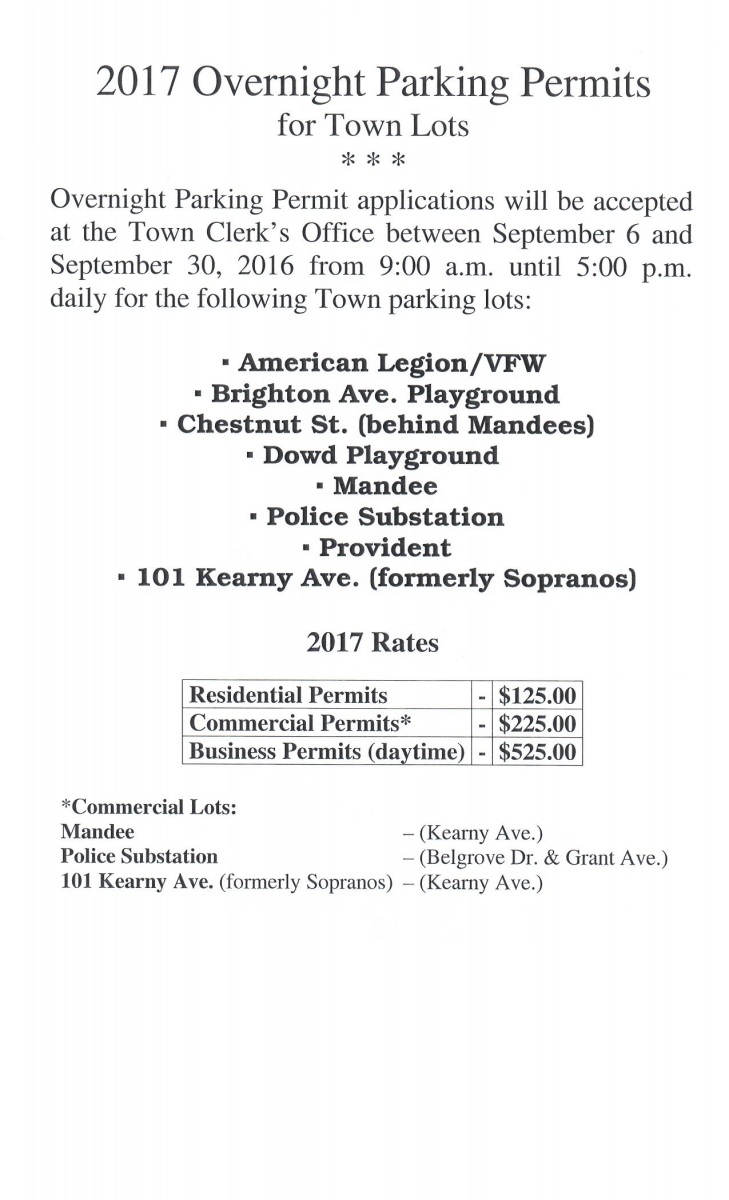 2017 Overnight Parking Permits
for Town Lots
* * *
Overnight Parking Permit applications will be accepted
at the Town Clerk's Office between September 6 and
September 30, 2016 from 9:00 a.m. until 5:00 p.m.
daily for the following Town parking lots:
▪ American Legion/VFW
▪ Brighton Ave. Playground
▪ Chestnut St. (behind Mandees)
▪ Dowd Playground
▪ Mandee
▪ Police Substation
▪ Provident
▪ 101 Kearny Ave. (formerly Sopranos)
2017 Rates
Residential Permits - $125.00
Commercial Permits* - $225.00
Business Permits (daytime) - $525.00
*Commercial Lots:
Mandee – (Kearny Ave.)
Police Substation – (Belgrove Dr. & Grant Ave.)
101 Kearny Ave. (formerly Sopranos) – (Kearny Ave.)